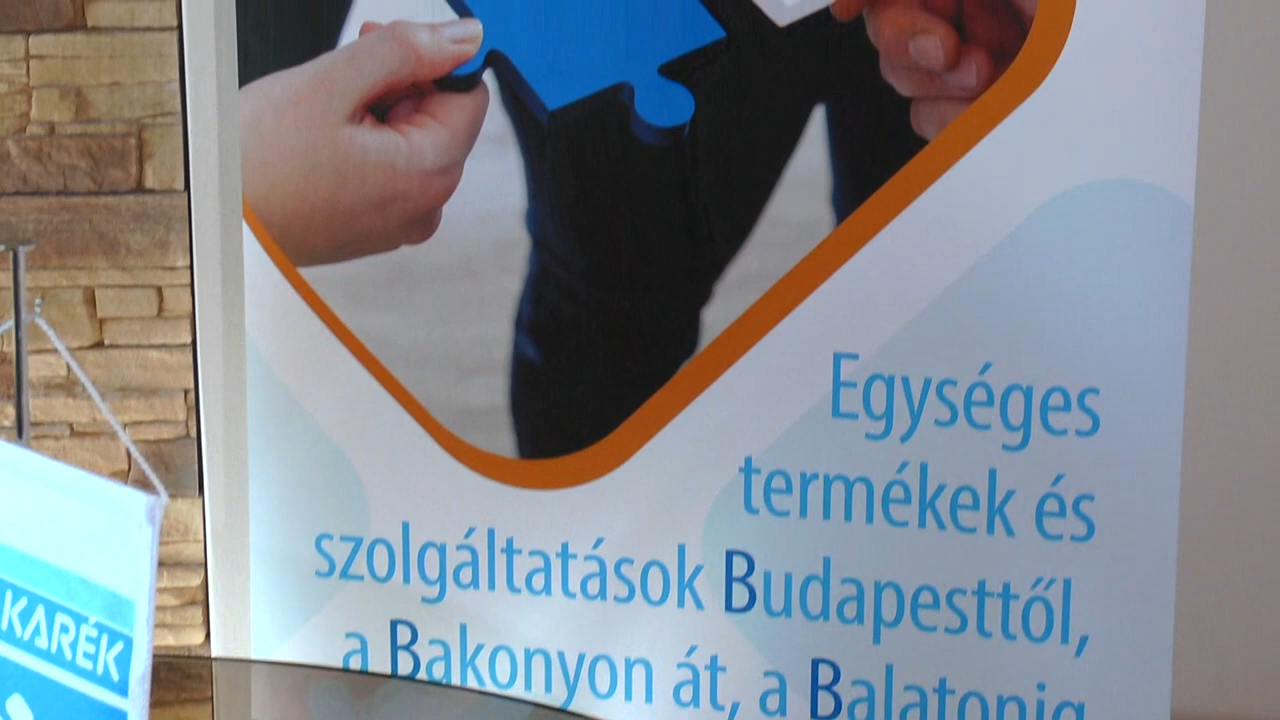 Egységes
termékek és
szolgáltatások Budapesttől,
a Bakonyon át, a Balatonig
KARÉK